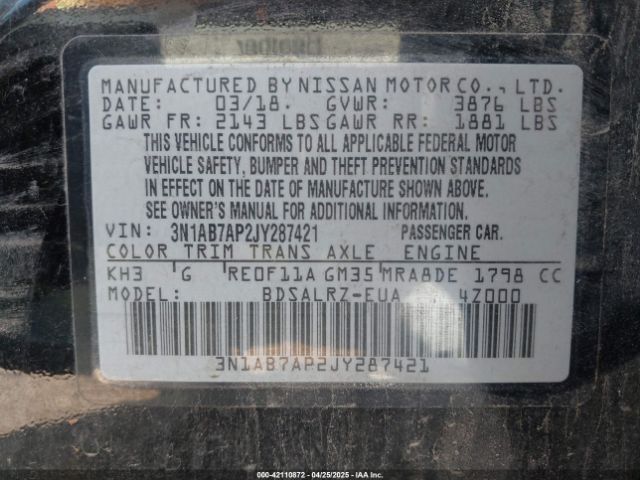 MANUFACTURED BY NISSAN MOTOR CO., LTD.
DATE: 03/18. GVWR: 3876 LBS
GAWR FR: 2143 LBS GAWR RR: 1881 LBS
THIS VEHICLE CONFORMS TO ALL APPLICABLE FEDERAL MOTOR
VEHICLE SAFETY, BUMPER AND THEFT PREVENTION STANDARDS
IN EFFECT ON THE DATE OF MANUFACTURE SHOWN ABOVE.
SEE OWNER'S MANUAL FOR ADDITIONAL INFORMATION.
VIN: 3N1AB7AP2JY287421 PASSENGER CAR.
COLOR TRIM TRANS AXLE ENGINE
KH3 G RE0F11A GM35 MRA8DE 1798 CC
MODEL: BDSALRZ-EUA 4Z000
3N1AB7AP2JY287421
000-42110872 - 04/25/2025 - IAA Inc.